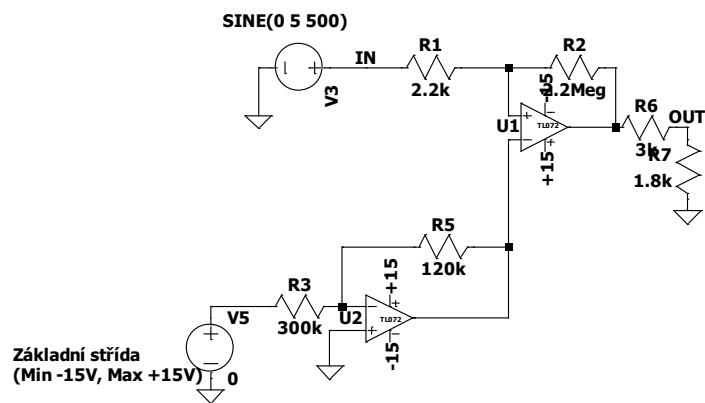 SINE(0 5 500)
IN
R1
R2
V3
2.2k
-15
2.2Meg
U1
TL072
R6
OUT
3k
R7
+15
1.8k
R5
120k
R3
+15
V5
300k
U2
TL072
-15
Základní střída
(Min -15V, Max +15V)
0